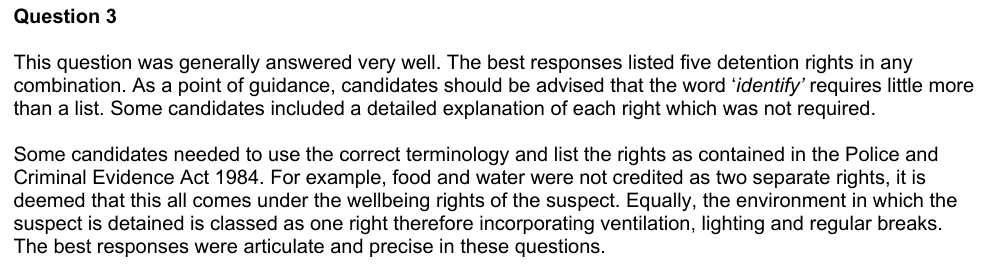 Question 3
This question was generally answered very well. The best responses listed five detention rights in any
combination. As a point of guidance, candidates should be advised that the word ‘identify’ requires little more
than a list. Some candidates included a detailed explanation of each right which was not required.
Some candidates needed to use the correct terminology and list the rights as contained in the Police and
Criminal Evidence Act 1984. For example, food and water were not credited as two separate rights, it is
deemed that this all comes under the wellbeing rights of the suspect. Equally, the environment in which the
suspect is detained is classed as one right therefore incorporating ventilation, lighting and regular breaks.
The best responses were articulate and precise in these questions.